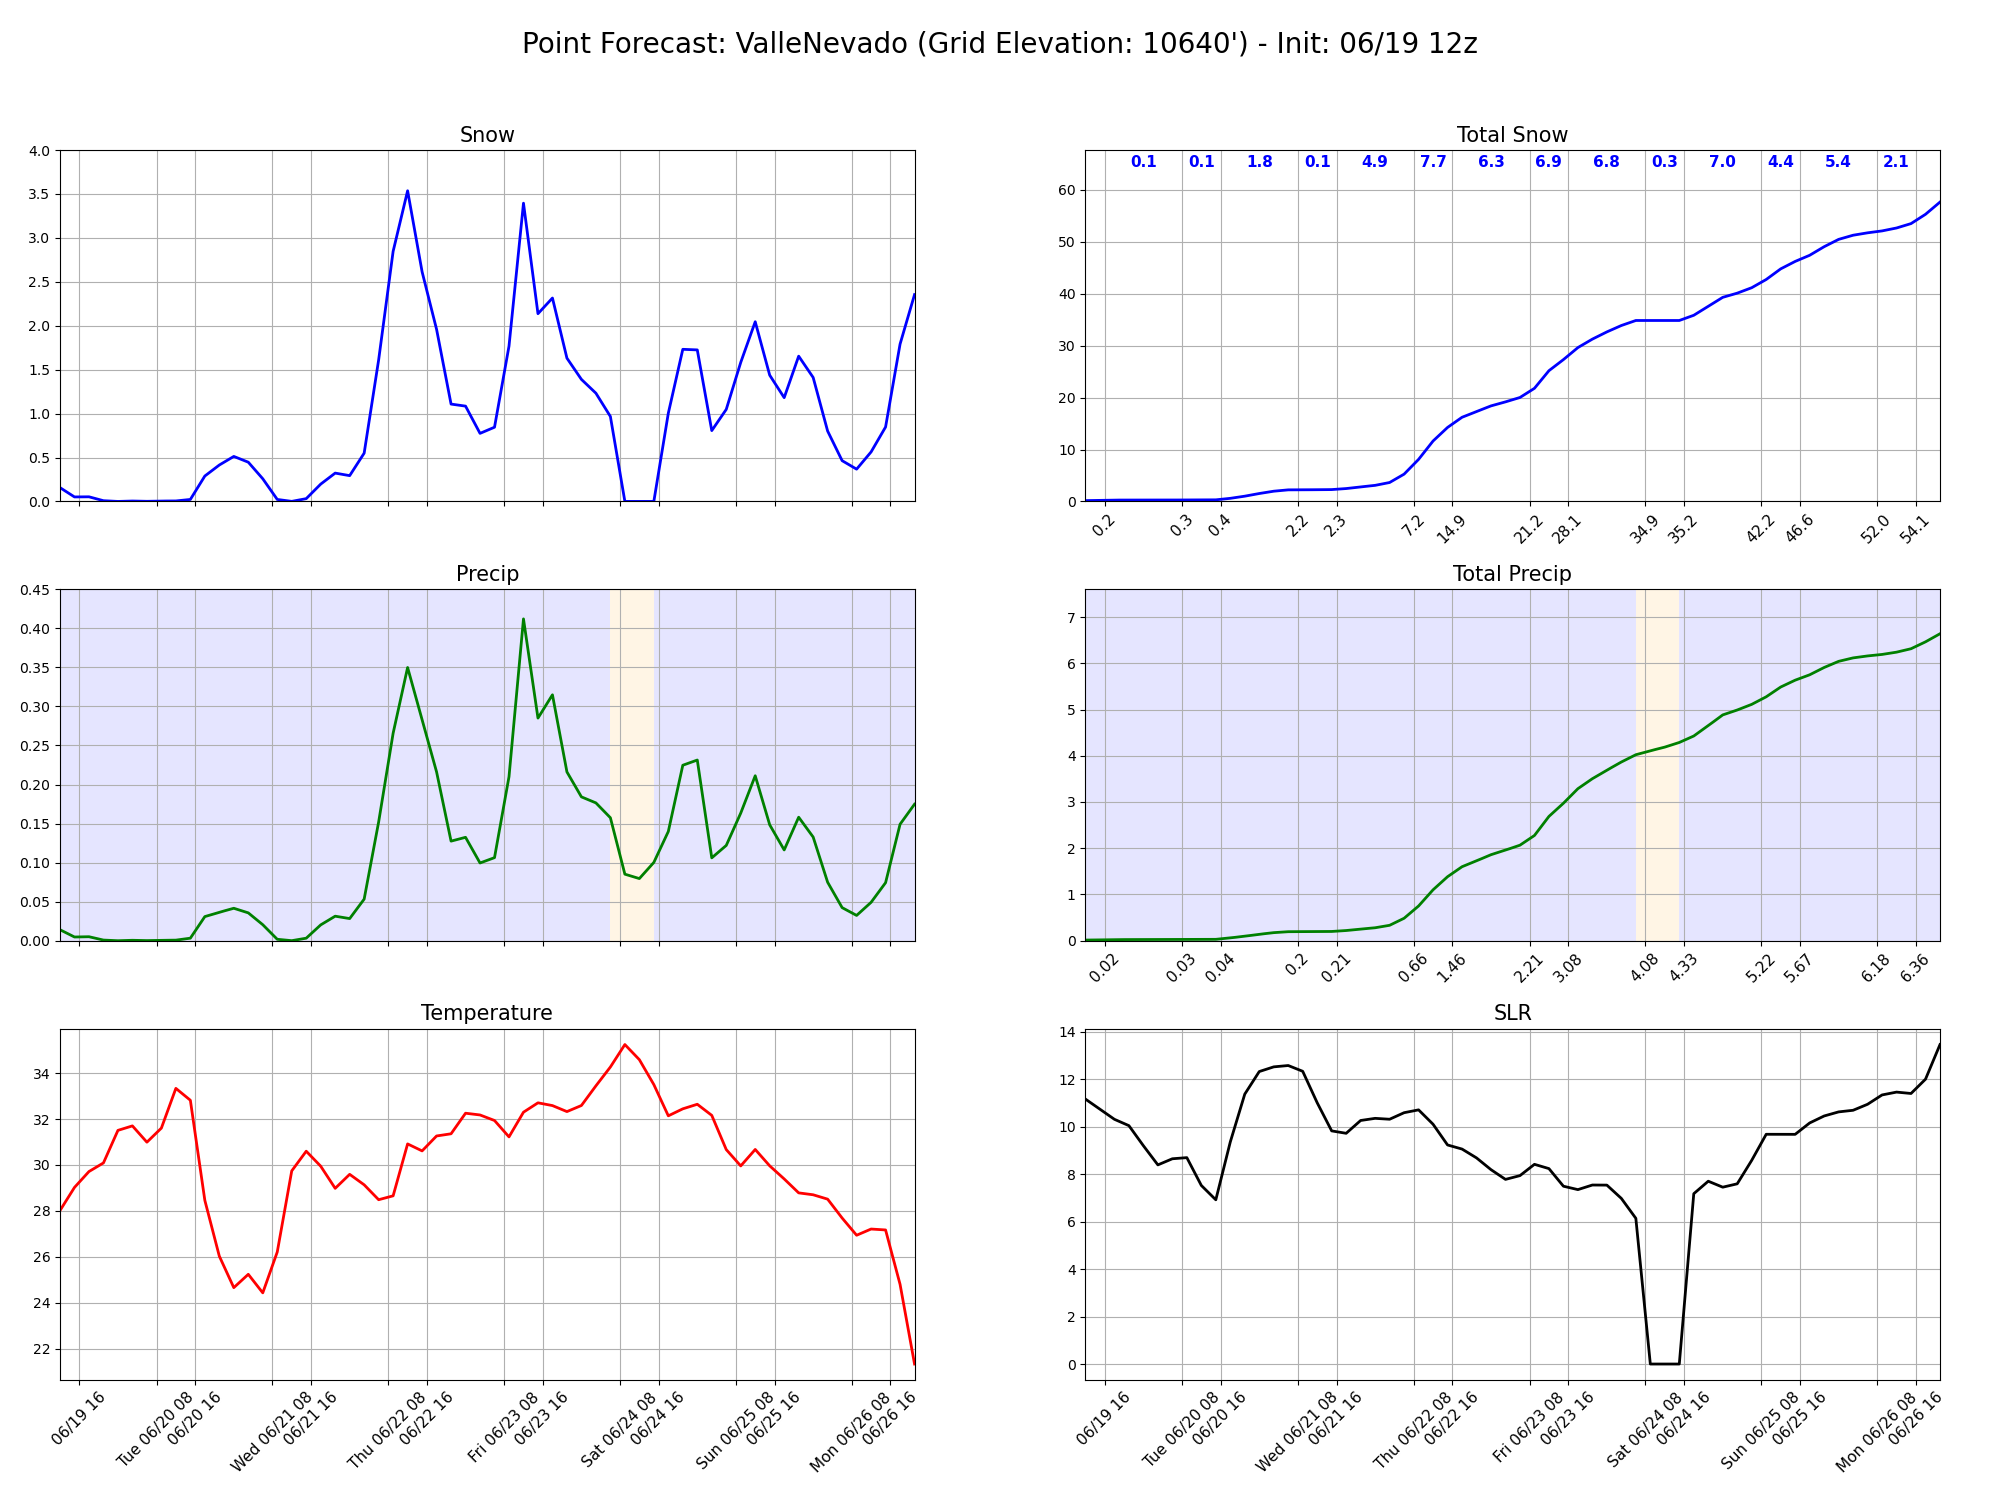 Point Forecast: ValleNevado (Grid Elevation: 10640') - Init: 06/19 12z
Snow
4.0
3.5
3.0
2.5
2.0
1.5
1.0
0.5
0.0
Total Snow
0.1 0.1 1.8 0.1 4.9 7.7 6.3 6.9 6.8 0.3 7.0 4.4 5.4 2.1
60
50
40
30
20
10
0
0.2 0.3 0.4 2.2 2.3 7.2 14.9 21.2 28.1 34.9 35.2 42.2 46.6 52.0 54.1
Precip
0.45
0.40
0.35
0.30
0.25
0.20
0.15
0.10
0.05
0.00
Total Precip
7
6
5
4
3
2
1
0
0.02 0.03 0.04 0.2 0.21 0.66 1.46 2.21 3.08 4.08 4.33 5.22 5.67 6.18 6.36
Temperature
34
32
30
28
26
24
22
06/19 16
Tue 06/20 08
06/20 16
Wed 06/21 08
06/21 16
Thu 06/22 08
06/22 16
Fri 06/23 08
06/23 16
Sat 06/24 08
06/24 16
Sun 06/25 08
06/25 16
Mon 06/26 08
06/26 16
SLR
14
12
10
8
6
4
2
0
06/19 16
Tue 06/20 08
06/20 16
Wed 06/21 08
06/21 16
Thu 06/22 08
06/22 16
Fri 06/23 08
06/23 16
Sat 06/24 08
06/24 16
Sun 06/25 08
06/25 16
Mon 06/26 08
06/26 16